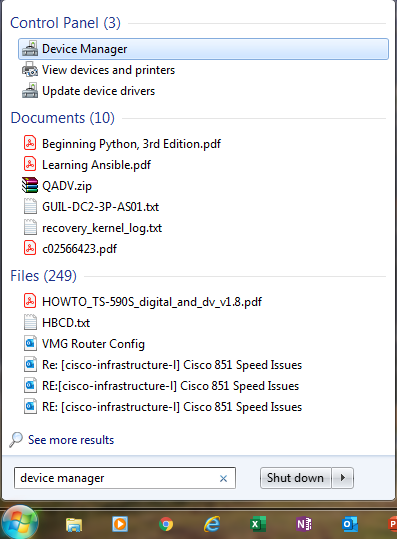 Control Panel (3)
Device Manager
View devices and printers
Update device drivers
Documents (10)
Beginning Python, 3rd Edition.pdf
Learning Ansible.pdf
QADV.zip
GUIL-DC2-3P-AS01.txt
recovery_kernel_log.txt
c02566423.pdf
Files (249)
HOWTO_TS-590S_digital_and_dv_v1.8.pdf
HBCD.txt
VMG Router Config
Re: [cisco-infrastructure-l] Cisco 851 Speed Issues
RE:[cisco-infrastructure-l] Cisco 851 Speed Issues
RE: [cisco-infrastructure-l] Cisco 851 Speed Issues
See more results
device manager Shut down